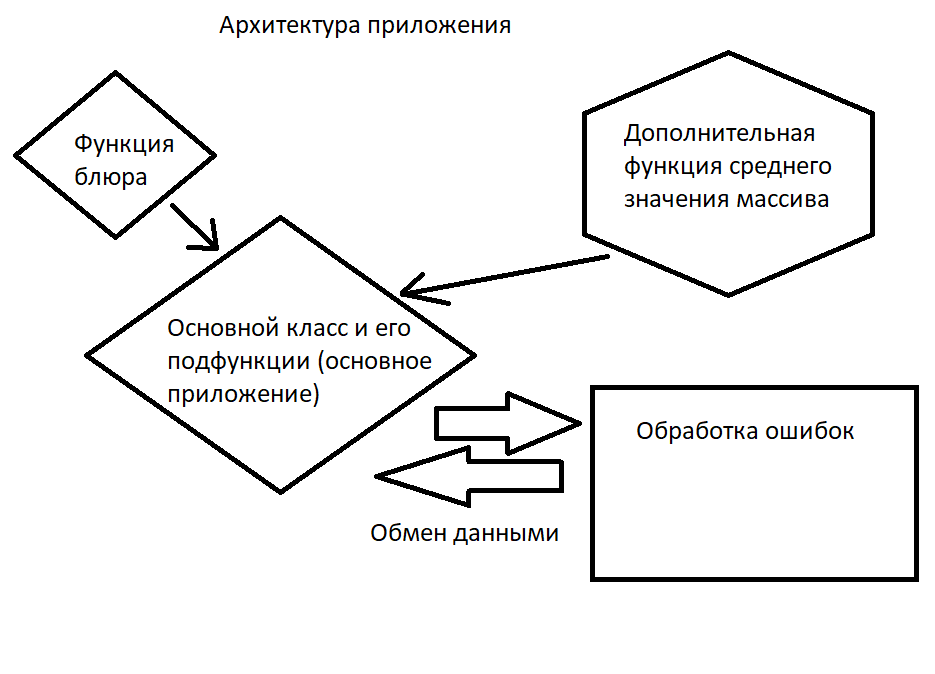 Архитектура приложения
Функция
блюра
Дополнительная
функция среднего
значения массива
Основной класс и его
подфункции (основное
приложение)
Обработка ошибок
Обмен данными